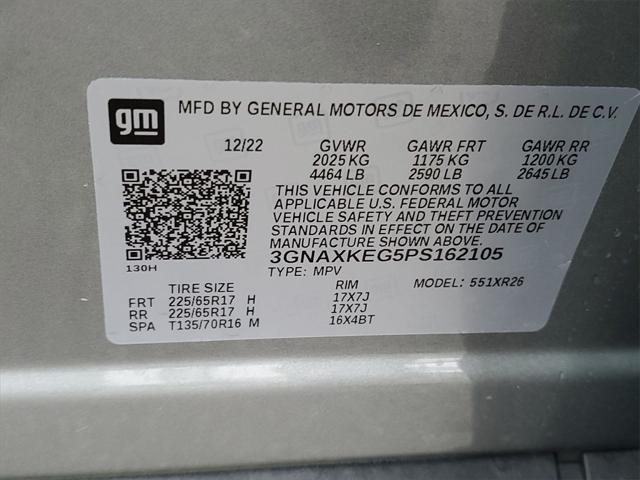 gm
MFD BY GENERAL MOTORS DE MEXICO, S. DE R.L. DE C.V.
12/22 GVWR GAWR FRT GAWR RR
2025 KG 1175 KG 1200 KG
4464 LB 2590 LB 2645 LB
THIS VEHICLE CONFORMS TO ALL
APPLICABLE U.S. FEDERAL MOTOR
VEHICLE SAFETY AND THEFT PREVENTION
STANDARDS IN EFFECT ON THE DATE OF
MANUFACTURE SHOWN ABOVE.
130H
3GNAXKEG5PS162105
TYPE: MPV MODEL: 551XR26
TIRE SIZE RIM
FRT 225/65R17 H 17X7J
RR 225/65R17 H 17X7J
SPA T135/70R16 M 16X4BT